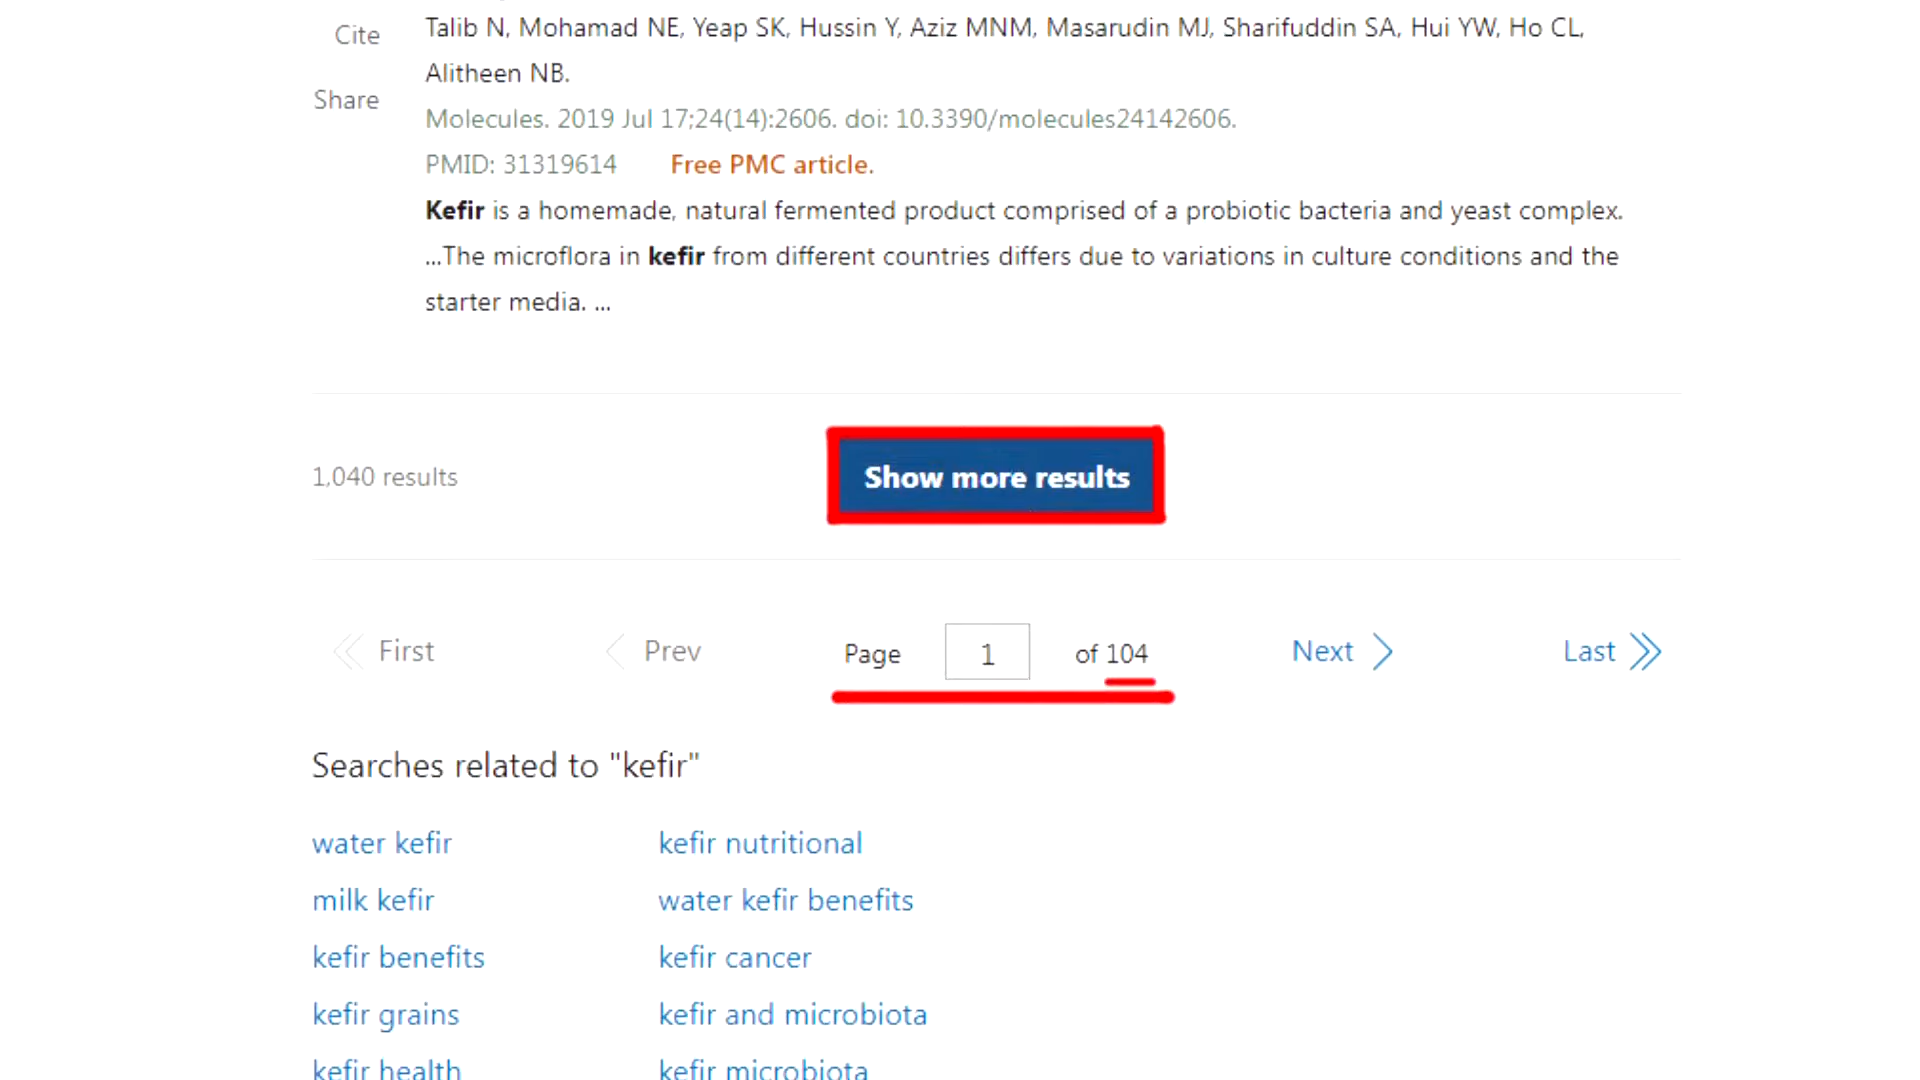 Cite
Share
Talib N, Mohamad NE, Yeap SK, Hussin Y, Aziz MNM, Masarudin MJ, Sharifuddin SA, Hui YW, Ho CL,
Alitheen NB.
Molecules. 2019 Jul 17;24(14):2606. doi: 10.3390/molecules24142606.
PMID: 31319614 Free PMC article.
Kefir is a homemade, natural fermented product comprised of a probiotic bacteria and yeast complex.
...The microflora in kefir from different countries differs due to variations in culture conditions and the
starter media. ...
1,040 results
Show more results
First Prev Page 1 of 104 Next Last
Searches related to "kefir"
water kefir
milk kefir
kefir benefits
kefir grains
kefir health
kefir nutritional
water kefir benefits
kefir cancer
kefir and microbiota
kefir microbiota